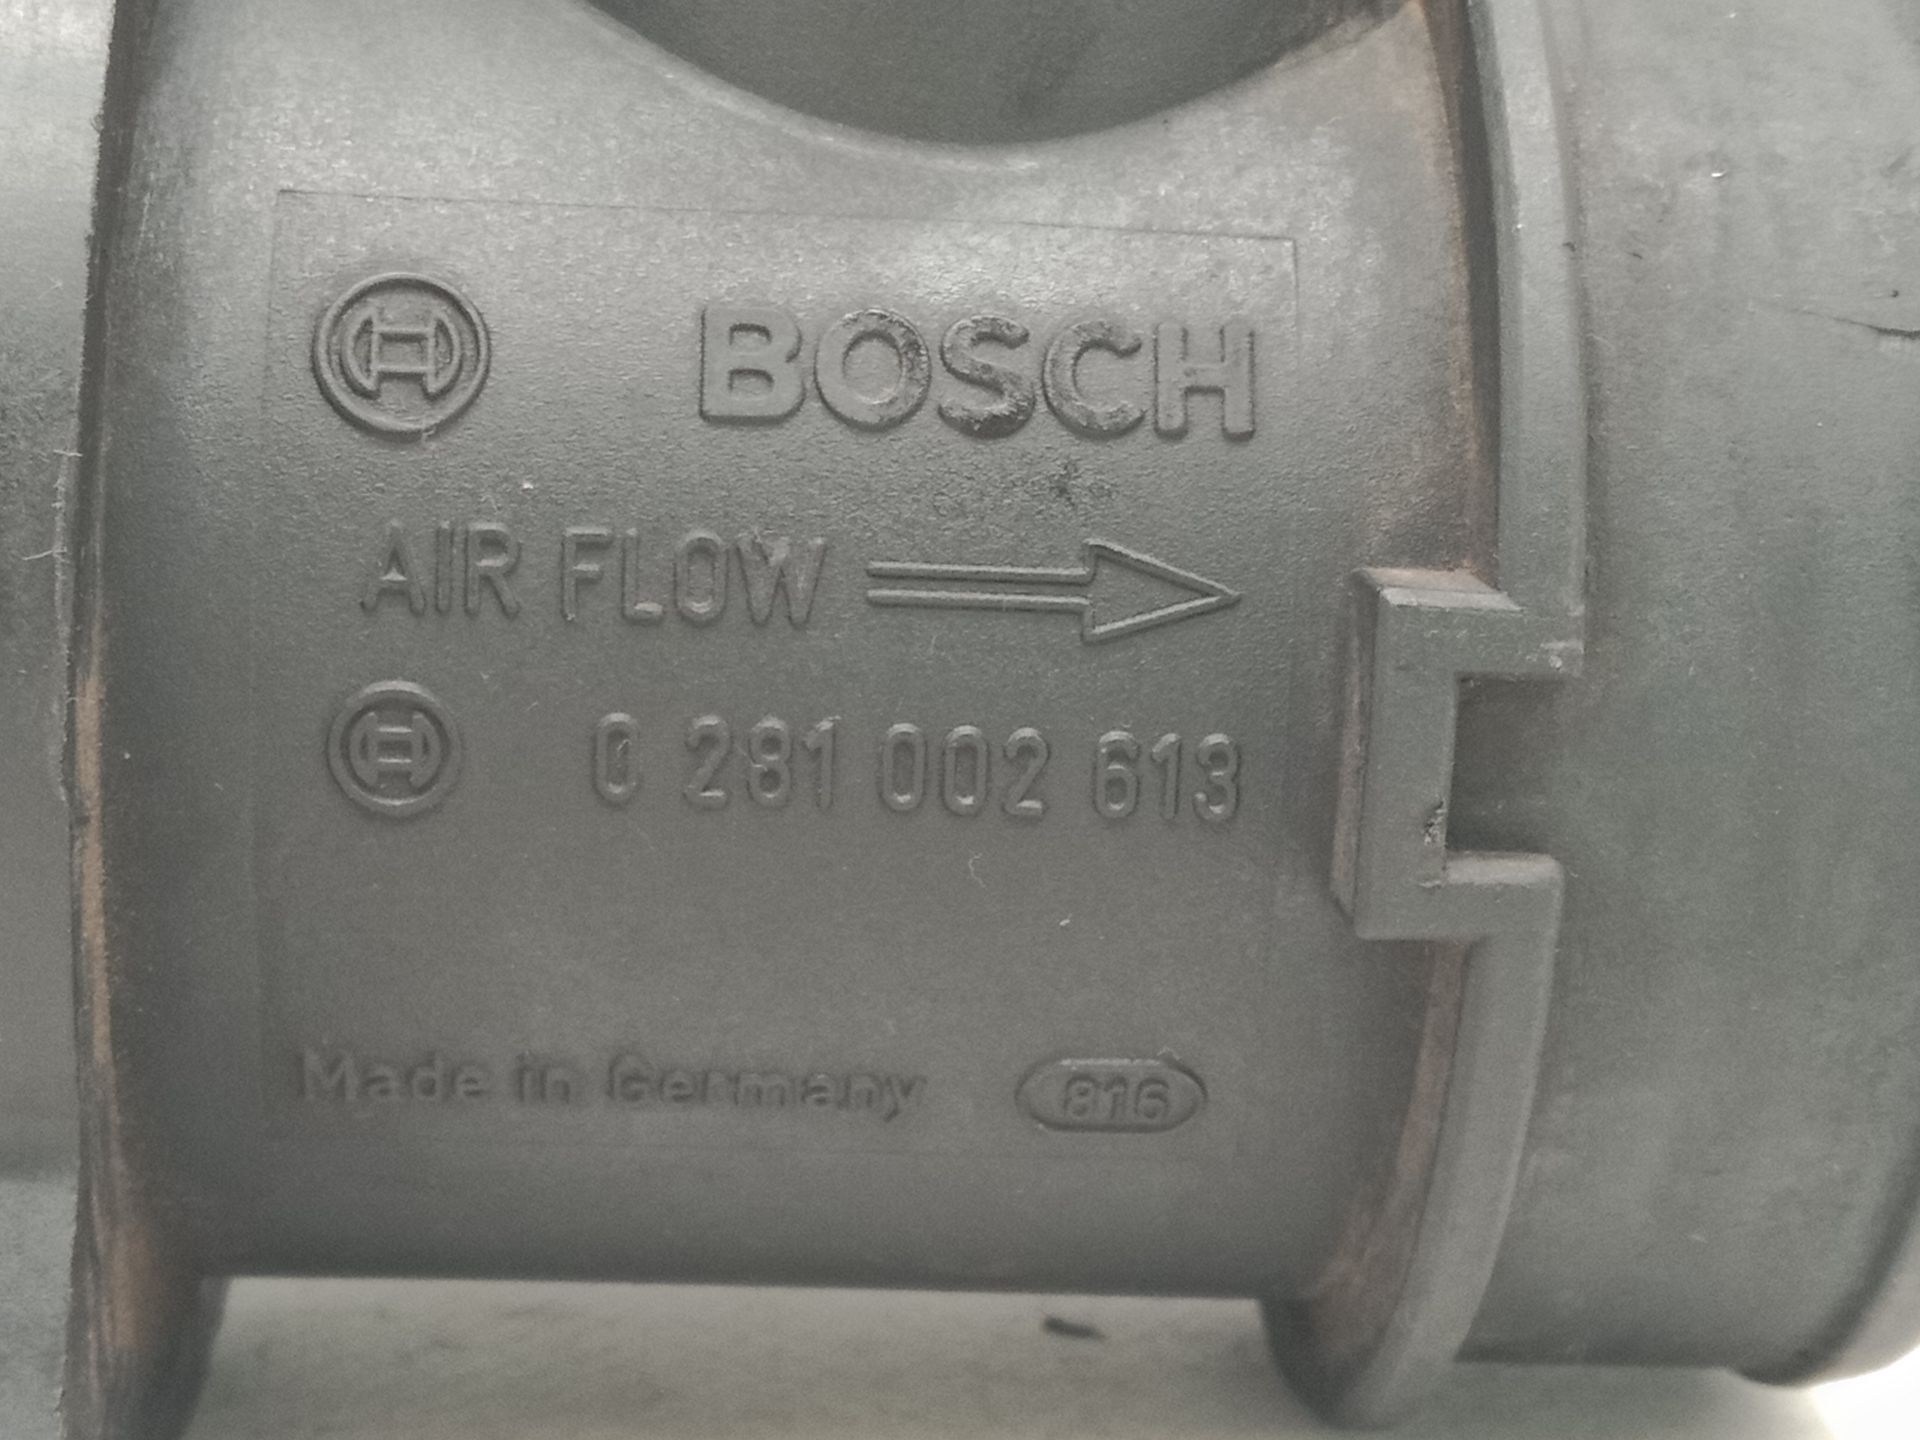 BOSCH
AIR FLOW
0 281 002 613
Made in Germany 816